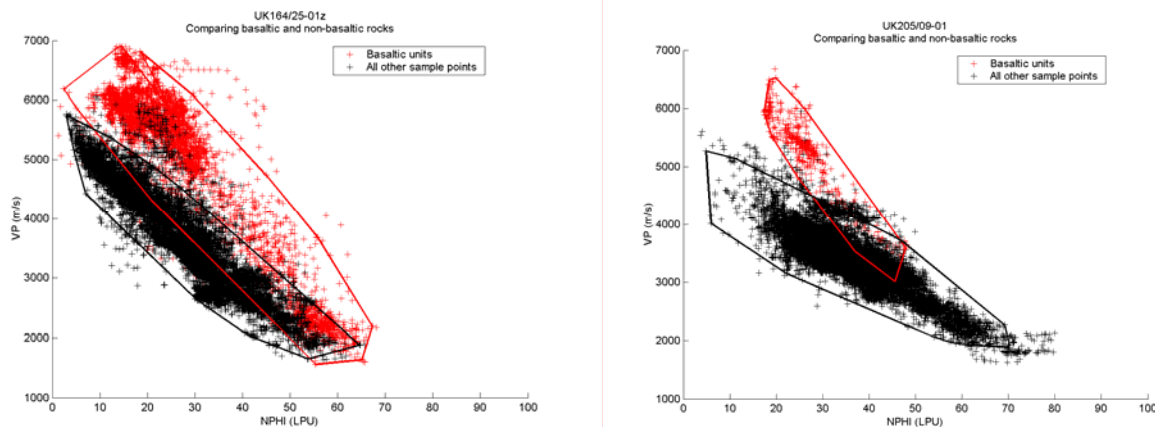 UK164/25-01z
Comparing basaltic and non-basaltic rocks
7000
6000
5000
4000
3000
2000
1000
VP (m/s)
Basaltic units
All other sample points
0 10 20 30 40 50 60 70 80 90 100
NPHI (LPU)
UK205/09-01
Comparing basaltic and non-basaltic rocks
7000
6000
5000
4000
3000
2000
1000
VP (m/s)
Basaltic units
All other sample points
0 10 20 30 40 50 60 70 80 90 100
NPHI (LPU)